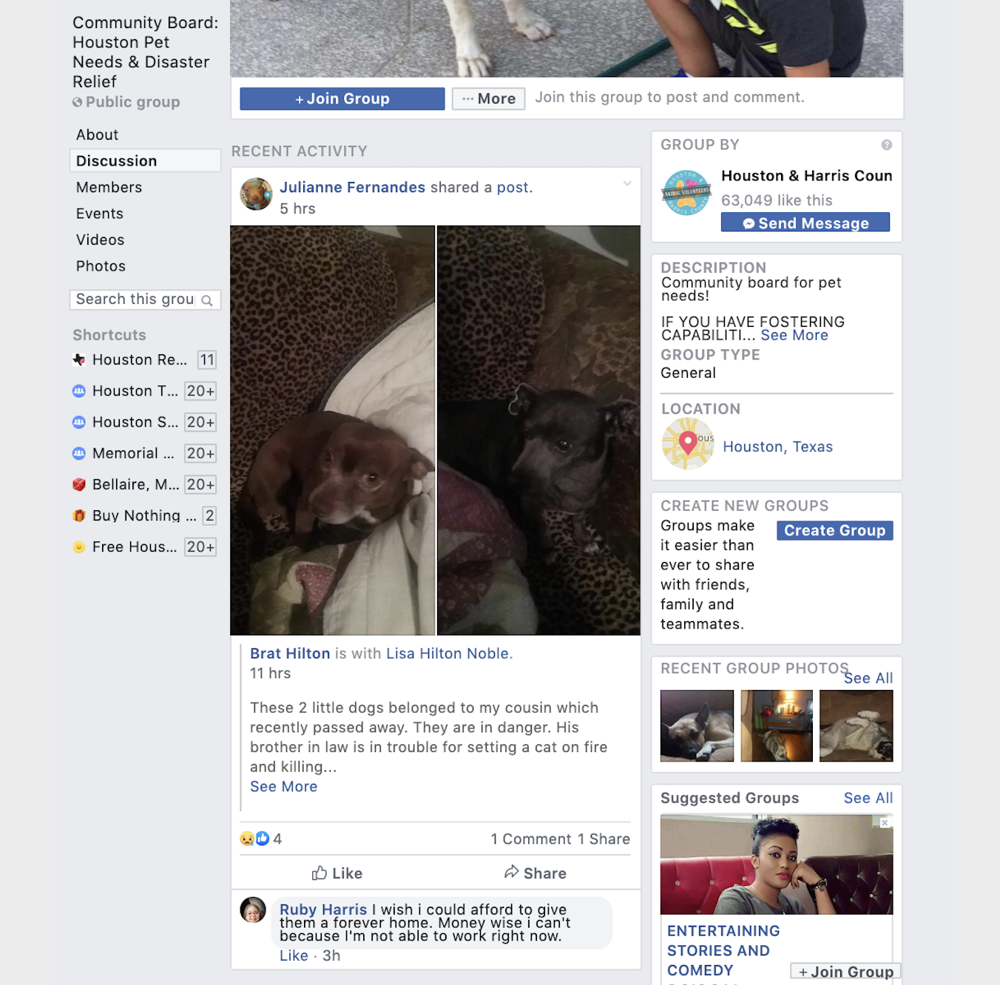 Community Board:
Houston Pet
Needs & Disaster
Relief
Public group
About
Discussion
Members
Events
Videos
Photos
Search this grou
Shortcuts
Houston Re... 11
Houston T... 20+
Houston S... 20+
Memorial ... 20+
Bellaire, M... 20+
Buy Nothing ... 2
Free Hous... 20+
+ Join Group
··· More
Join this group to post and comment.
RECENT ACTIVITY
Julianne Fernandes shared a post.
5 hrs
Brat Hilton is with Lisa Hilton Noble.
11 hrs
These 2 little dogs belonged to my cousin which
recently passed away. They are in danger. His
brother in law is in trouble for setting a cat on fire
and killing...
See More
4
1 Comment 1 Share
Like
Share
Ruby Harris I wish i could afford to give
them a forever home. Money wise i can't
because I'm not able to work right now.
Like · 3h
GROUP BY
?
HOUSTON &
ANIMAL VOLUNTEERS
HARRIS COUNTY
Houston & Harris Coun
63,049 like this
Send Message
DESCRIPTION
Community board for pet
needs!
IF YOU HAVE FOSTERING
CAPABILITI... See More
GROUP TYPE
General
LOCATION
ous
Houston, Texas
CREATE NEW GROUPS
Groups make
it easier than
ever to share
with friends,
family and
teammates.
Create Group
RECENT GROUP PHOTOS
See All
Suggested Groups
See All
x
ENTERTAINING
STORIES AND
COMEDY
+ Join Group